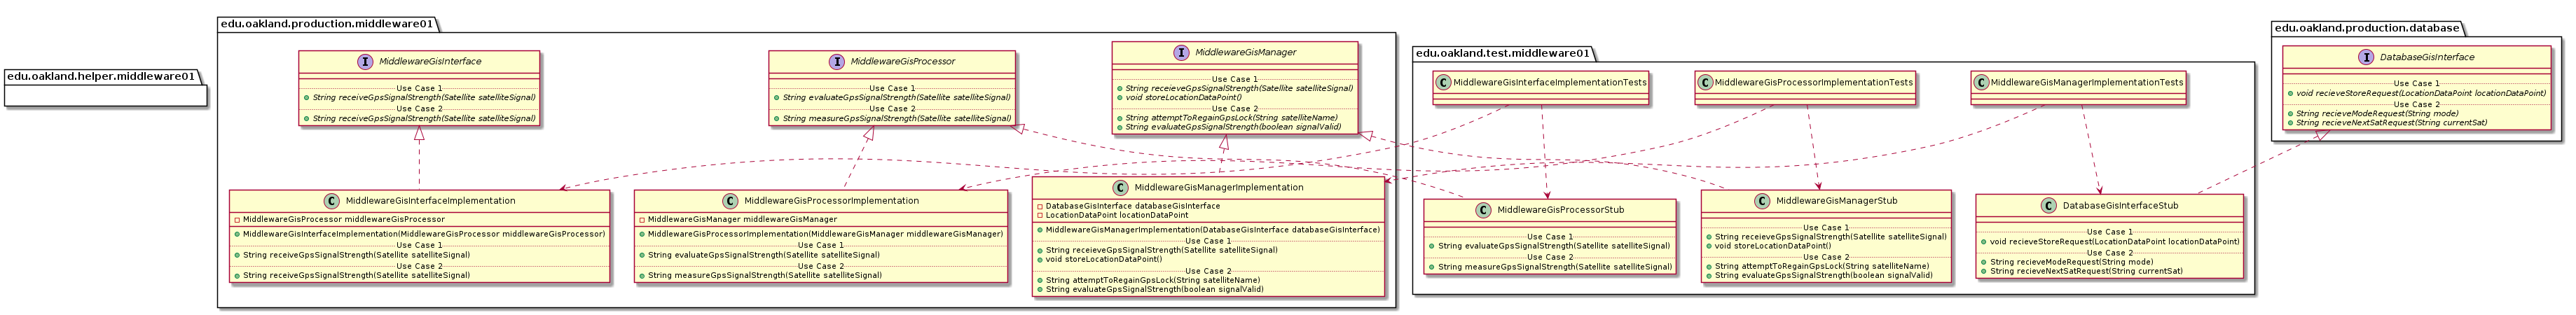 edu.oakland.helper.middleware01
edu.oakland.production.middleware01
MiddlewareGisInterface
Use Case 1
String receiveGpsSignalStrength(Satellite satelliteSignal)
Use Case 2
String receiveGpsSignalStrength(Satellite satelliteSignal)
MiddlewareGisProcessor
Use Case 1
String evaluateGpsSignalStrength(Satellite satelliteSignal)
Use Case 2
String measureGpsSignalStrength(Satellite satelliteSignal)
MiddlewareGisManager
Use Case 1
String receieveGpsSignalStrength(Satellite satelliteSignal)
void storeLocationDataPoint()
Use Case 2
String attemptToRegainGpsLock(String satelliteName)
String evaluateGpsSignalStrength(boolean signalValid)
MiddlewareGisInterfaceImplementation
MiddlewareGisProcessor middlewareGisProcessor
MiddlewareGisInterfaceImplementation(MiddlewareGisProcessor middlewareGisProcessor)
Use Case 1
String receiveGpsSignalStrength(Satellite satelliteSignal)
Use Case 2
String receiveGpsSignalStrength(Satellite satelliteSignal)
MiddlewareGisProcessorImplementation
MiddlewareGisManager middlewareGisManager
MiddlewareGisProcessorImplementation(MiddlewareGisManager middlewareGisManager)
Use Case 1
String evaluateGpsSignalStrength(Satellite satelliteSignal)
Use Case 2
String measureGpsSignalStrength(Satellite satelliteSignal)
MiddlewareGisManagerImplementation
DatabaseGisInterface databaseGisInterface
LocationDataPoint locationDataPoint
MiddlewareGisManagerImplementation(DatabaseGisInterface databaseGisInterface)
Use Case 1
String receieveGpsSignalStrength(Satellite satelliteSignal)
void storeLocationDataPoint()
Use Case 2
String attemptToRegainGpsLock(String satelliteName)
String evaluateGpsSignalStrength(boolean signalValid)
edu.oakland.test.middleware01
MiddlewareGisInterfaceImplementationTests
MiddlewareGisProcessorImplementationTests
MiddlewareGisManagerImplementationTests
MiddlewareGisProcessorStub
Use Case 1
String evaluateGpsSignalStrength(Satellite satelliteSignal)
Use Case 2
String measureGpsSignalStrength(Satellite satelliteSignal)
MiddlewareGisManagerStub
Use Case 1
String receieveGpsSignalStrength(Satellite satelliteSignal)
void storeLocationDataPoint()
Use Case 2
String attemptToRegainGpsLock(String satelliteName)
String evaluateGpsSignalStrength(boolean signalValid)
DatabaseGisInterfaceStub
Use Case 1
void recieveStoreRequest(LocationDataPoint locationDataPoint)
Use Case 2
String recieveModeRequest(String mode)
String recieveNextSatRequest(String currentSat)
edu.oakland.production.database
DatabaseGisInterface
Use Case 1
void recieveStoreRequest(LocationDataPoint locationDataPoint)
Use Case 2
String recieveModeRequest(String mode)
String recieveNextSatRequest(String currentSat)